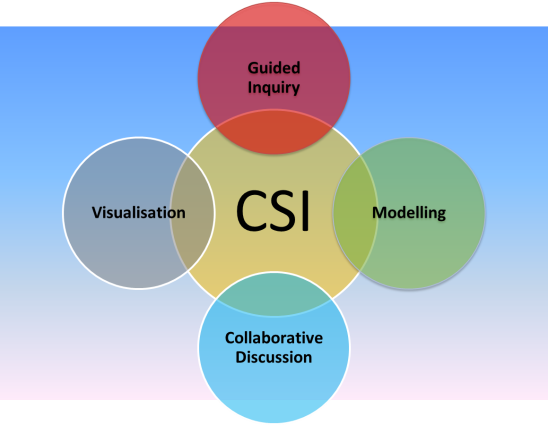 Guided
Inquiry
Visualisation
CSI
Modelling
Collaborative
Discussion